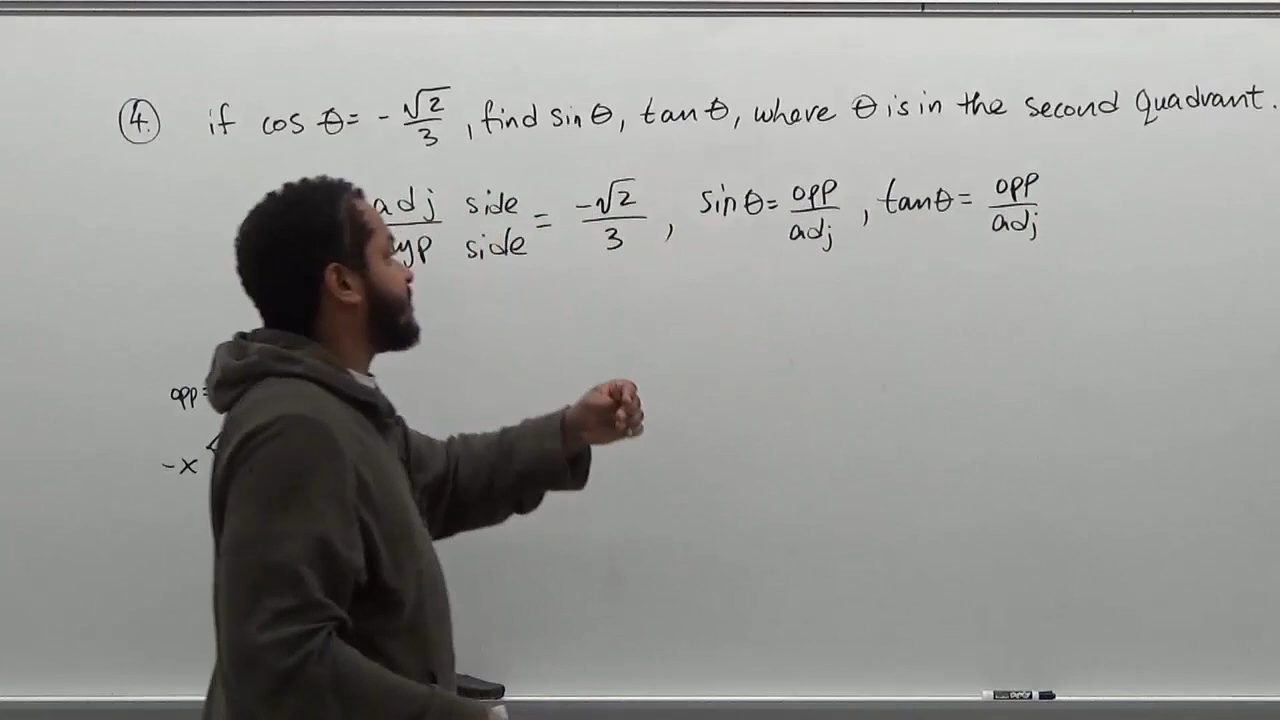 4. if cos θ = -√2/3, find sin θ, tan θ, where θ is in the second quadrant.
adj side / hyp side = -√2/3, sin θ = opp/adj, tan θ = opp/adj
opp =
-x